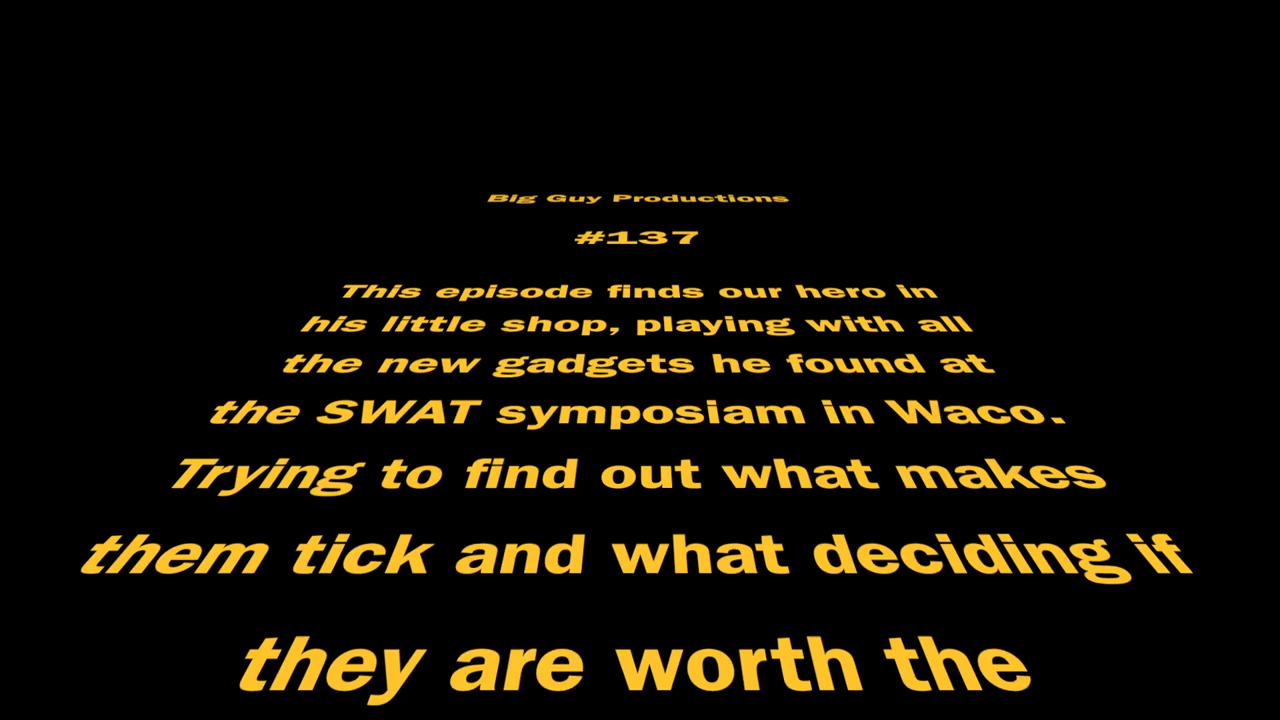 Big Guy Productions
#137
This episode finds our hero in
his little shop, playing with all
the new gadgets he found at
the SWAT symposiam in Waco.
Trying to find out what makes
them tick and what deciding if
they are worth the